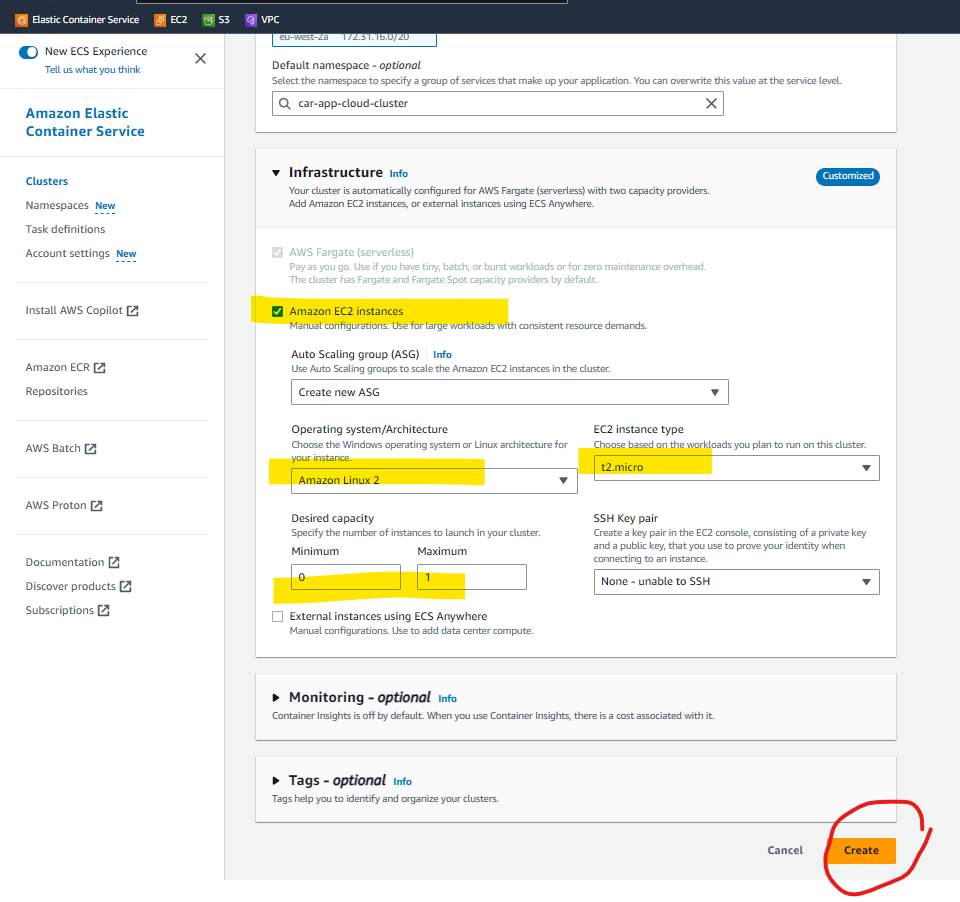 Elastic Container Service EC2 S3 VPC
New ECS Experience
Tell us what you think
Amazon Elastic
Container Service
Clusters
Namespaces New
Task definitions
Account settings New
Install AWS Copilot
Amazon ECR
Repositories
AWS Batch
AWS Proton
Documentation
Discover products
Subscriptions
eu-west-2a 172.31.16.0/20
Default namespace - optional
Select the namespace to specify a group of services that make up your application. You can overwrite this value at the service level.
car-app-cloud-cluster
Infrastructure Info
Customized
Your cluster is automatically configured for AWS Fargate (serverless) with two capacity providers.
Add Amazon EC2 instances, or external instances using ECS Anywhere.
AWS Fargate (serverless)
Pay as you go. Use if you have tiny, batch, or burst workloads or for zero maintenance overhead.
The cluster has Fargate and Fargate Spot capacity providers by default.
Amazon EC2 instances
Manual configurations. Use for large workloads with consistent resource demands.
Auto Scaling group (ASG) Info
Use Auto Scaling groups to scale the Amazon EC2 instances in the cluster.
Create new ASG
Operating system/Architecture
Choose the Windows operating system or Linux architecture for
your instance.
Amazon Linux 2
EC2 instance type
Choose based on the workloads you plan to run on this cluster.
t2.micro
Desired capacity
Specify the number of instances to launch in your cluster.
Minimum Maximum
0 1
SSH Key pair
Create a key pair in the EC2 console, consisting of a private key
and a public key, that you use to prove your identity when
connecting to an instance.
None - unable to SSH
External instances using ECS Anywhere
Manual configurations. Use to add data center compute.
Monitoring - optional Info
Container Insights is off by default. When you use Container Insights, there is a cost associated with it.
Tags - optional Info
Tags help you to identify and organize your clusters.
Cancel Create